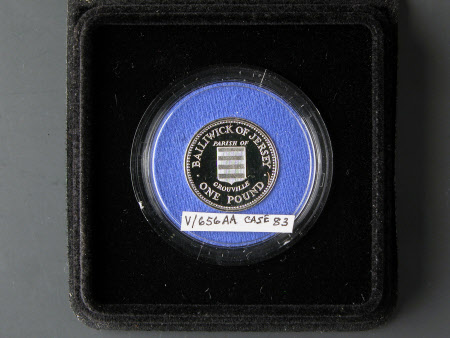 BAILIWICK OF JERSEY
PARISH OF
GROUVILLE
ONE POUND
V/656AA CASE 83